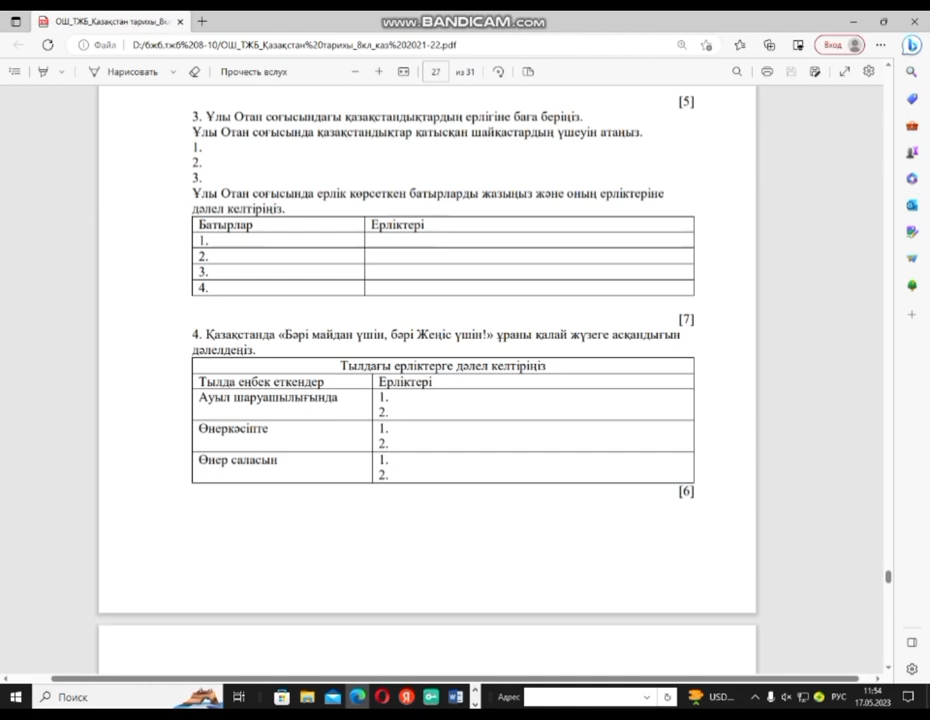 ОШ_ТЖБ_Қазақстан тарихы_8кл
www.BANDICAM.com
Файл
D:/бжб,тжб%208-10/ОШ_ТЖБ_Қазақстан%20тарихы_8кл_каз%202021-22.pdf
Вход
Нарисовать
Прочесть вслух
27
из 31
[5]
3. Ұлы Отан соғысындағы қазақстандықтардың ерлігіне баға беріңіз.
Ұлы Отан соғысында қазақстандықтар қатысқан шайқастардың үшеуін атаңыз.
1.
2.
3.
Ұлы Отан соғысында ерлік көрсеткен батырларды жазыңыз және оның ерліктеріне
дәлел келтіріңіз.
Батырлар Ерліктері
1.
2.
3.
4.
[7]
4. Қазақстанда «Бәрі майдан үшін, бәрі Жеңіс үшін!» ұраны қалай жүзеге асқандығын
дәлелдеңіз.
Тылдағы ерліктерге дәлел келтіріңіз
Тылда еңбек еткендер Ерліктері
Ауыл шаруашылығында 1.
2.
Өнеркәсіпте 1.
2.
Өнер саласын 1.
2.
[6]
Поиск
Адрес
USD...
РУС
11:54
17.05.2023